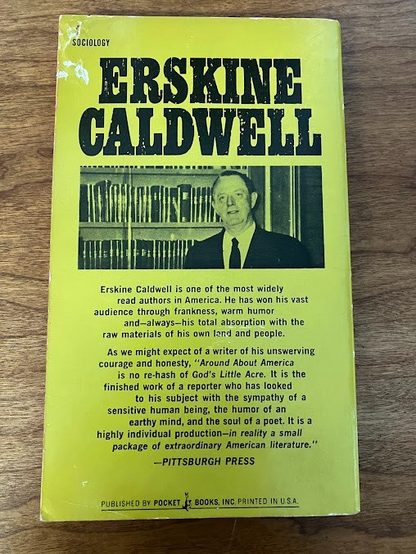 SOCIOLOGY
ERSKINE
CALDWELL
Erskine Caldwell is one of the most widely
read authors in America. He has won his vast
audience through frankness, warm humor
and—always—his total absorption with the
raw materials of his own land and people.
As we might expect of a writer of his unswerving
courage and honesty, "Around About America
is no re-hash of God's Little Acre. It is the
finished work of a reporter who has looked
to his subject with the sympathy of a
sensitive human being, the humor of an
earthy mind, and the soul of a poet. It is a
highly individual production—in reality a small
package of extraordinary American literature."
—PITTSBURGH PRESS
PUBLISHED BY POCKET BOOKS, INC. PRINTED IN U.S.A.